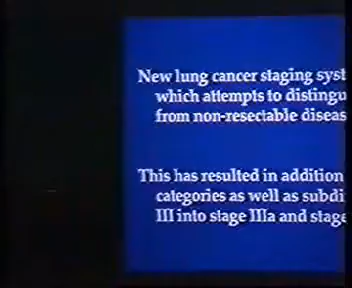 New lung cancer staging syst
which attempts to distingu
from non-resectable diseas
This has resulted in addition
categories as well as subdi
III into stage IIIa and stage